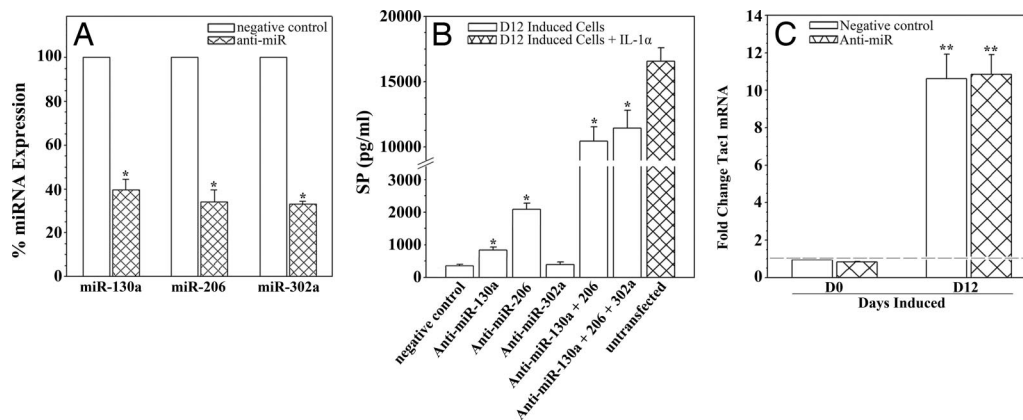 A
negative control
anti-miR
% miRNA Expression
100
80
60
40
20
0
*
*
*
miR-130a
miR-206
miR-302a
B
D12 Induced Cells
D12 Induced Cells + IL-1α
SP (pg/ml)
15000
10000
3000
2000
1000
0
*
*
*
*
negative control
Anti-miR-130a
Anti-miR-206
Anti-miR-302a
Anti-miR-130a + 206
Anti-miR-130a + 206 + 302a
untransfected
C
Negative control
Anti-miR
Fold Change Tac1 mRNA
14
12
10
8
6
4
2
0
**
**
D0
D12
Days Induced